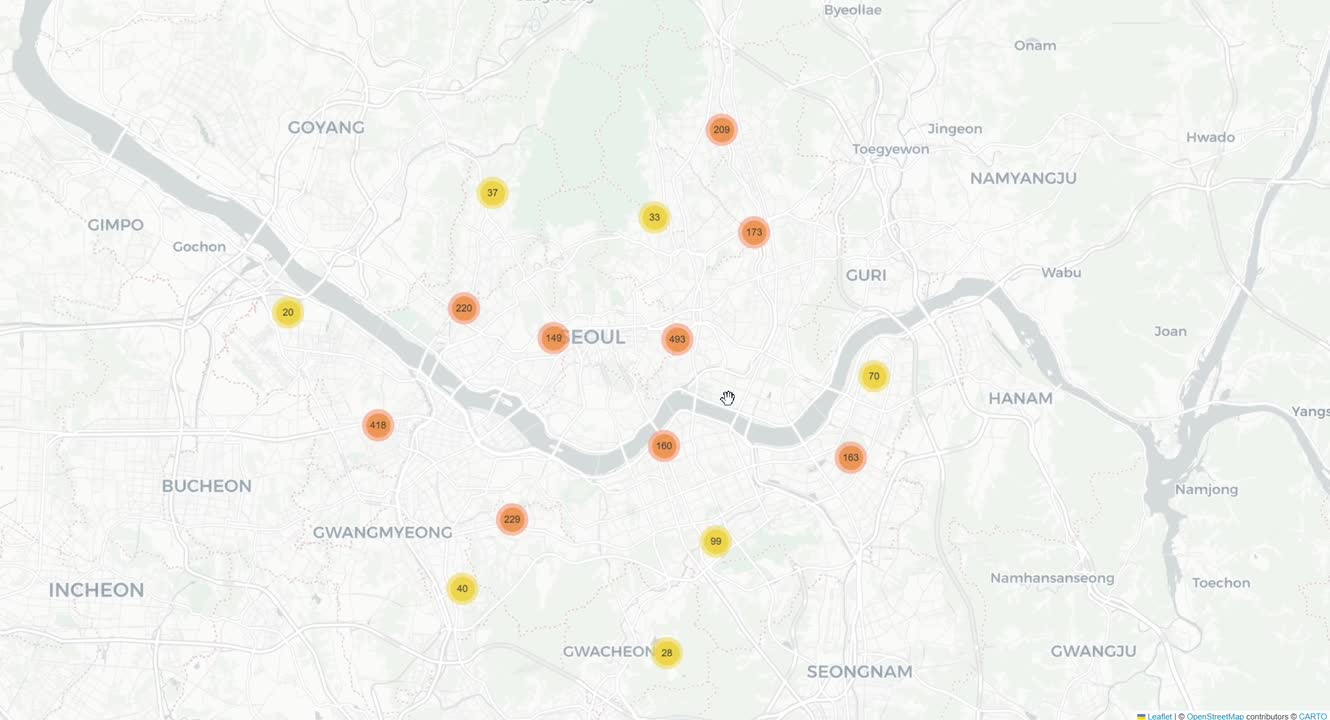 Byeollae
Onam
GOYANG
209
Jingeon
Hwado
Toegyewon
NAMYANGJU
37
33
GIMPO
173
Gochon
GURI
Wabu
20
220
149
SEOUL
493
Joan
70
HANAM
418
Yangs
160
163
BUCHEON
Namjong
GWANGMYEONG
229
99
Namhansanseong
Toechon
INCHEON
40
GWACHEON
28
GWANGJU
SEONGNAM
Leaflet | © OpenStreetMap contributors © CARTO